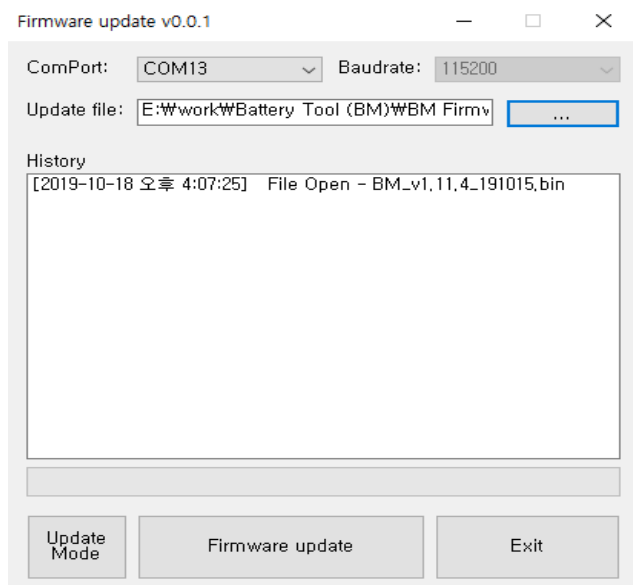 Firmware update v0.0.1
ComPort: COM13 Baudrate: 115200
Update file: E:₩work₩Battery Tool (BM)₩BM Firmw ...
History
[2019-10-18 오후 4:07:25] File Open - BM_v1.11.4_191015.bin
Update
Mode
Firmware update
Exit